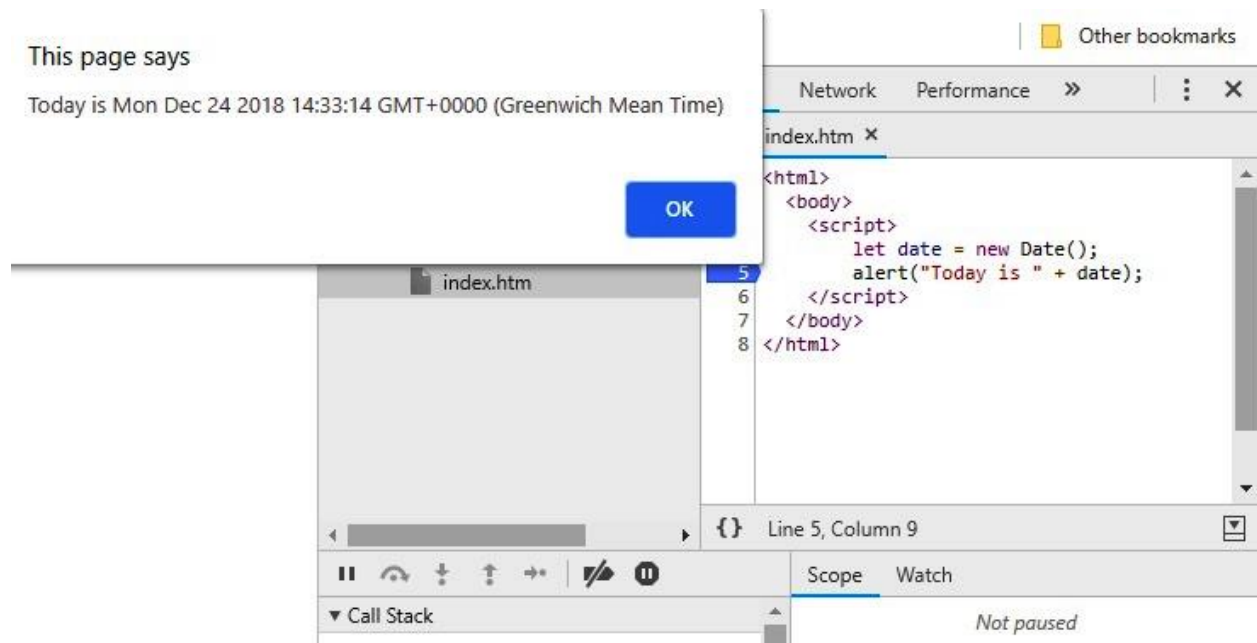 This page says
Today is Mon Dec 24 2018 14:33:14 GMT+0000 (Greenwich Mean Time)
OK
Other bookmarks
Network Performance »
index.htm ×
<html>
<body>
<script>
let date = new Date();
5 alert("Today is " + date);
6 </script>
7 </body>
8 </html>
index.htm
{} Line 5, Column 9
Scope Watch
Call Stack
Not paused